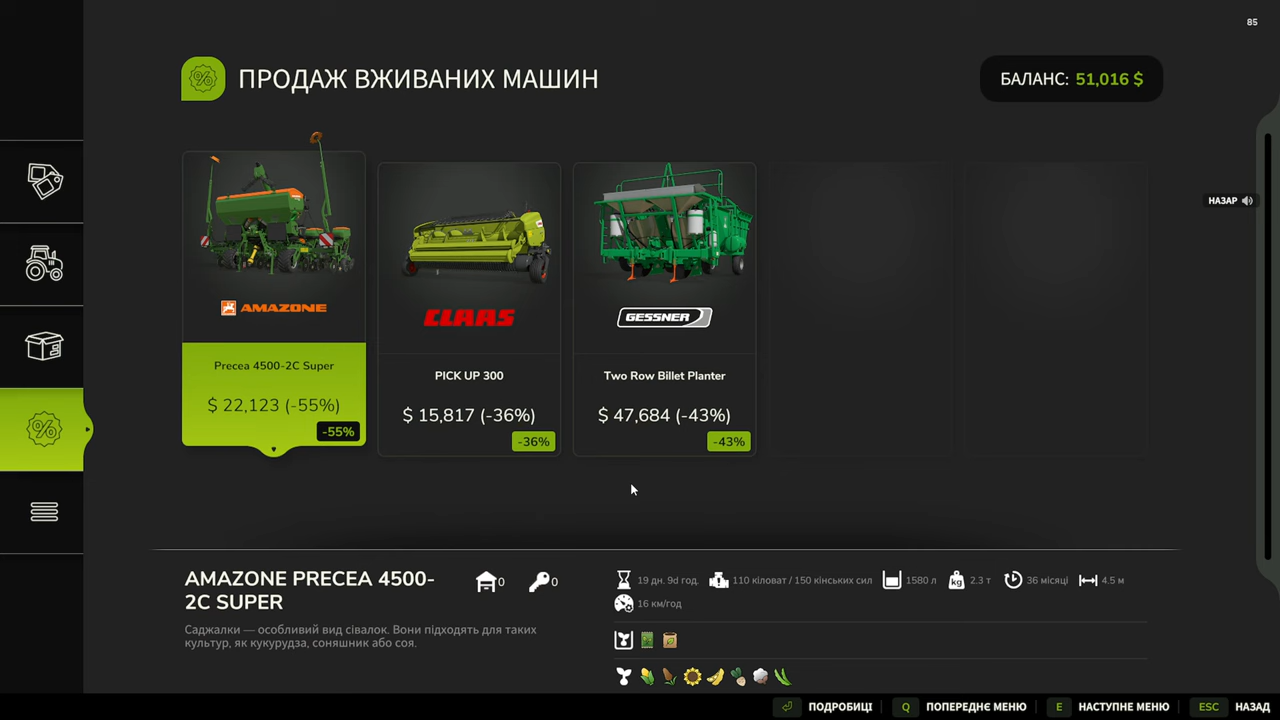 85
ПРОДАЖ ВЖИВАНИХ МАШИН
БАЛАНС: 51,016 $
НАЗАР
AMAZONE
CLAAS
GESSNER
Precea 4500-2C Super
PICK UP 300
Two Row Billet Planter
$ 22,123 (-55%)
$ 15,817 (-36%)
$ 47,684 (-43%)
-55%
-36%
-43%
AMAZONE PRECEA 4500-
2C SUPER
0
0
Саджалки — особливий вид сівалок. Вони підходять для таких
культур, як кукурудза, соняшник або соя.
19 дн. 9d год.
110 кіловат / 150 кінських сил
1580 л
2.3 т
36 місяці
4.5 м
16 км/год
ПОДРОБИЦІ
Q ПОПЕРЕДНЄ МЕНЮ
E НАСТУПНЕ МЕНЮ
ESC НАЗАД